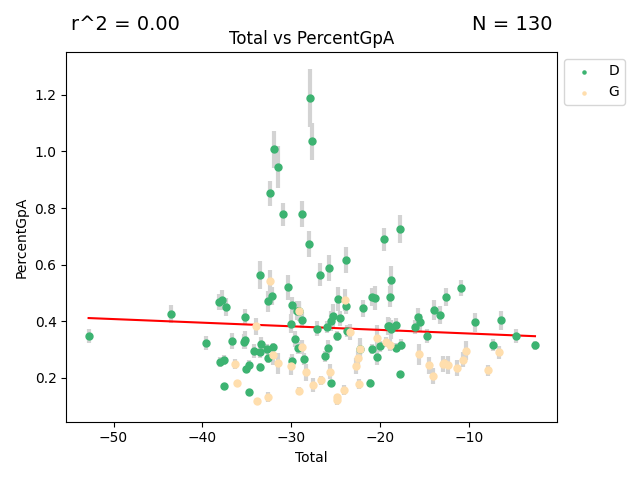 r^2 = 0.00
N = 130
Total vs PercentGpA
D
G
1.2
1.0
0.8
0.6
0.4
0.2
PercentGpA
−50
−40
−30
−20
−10
Total